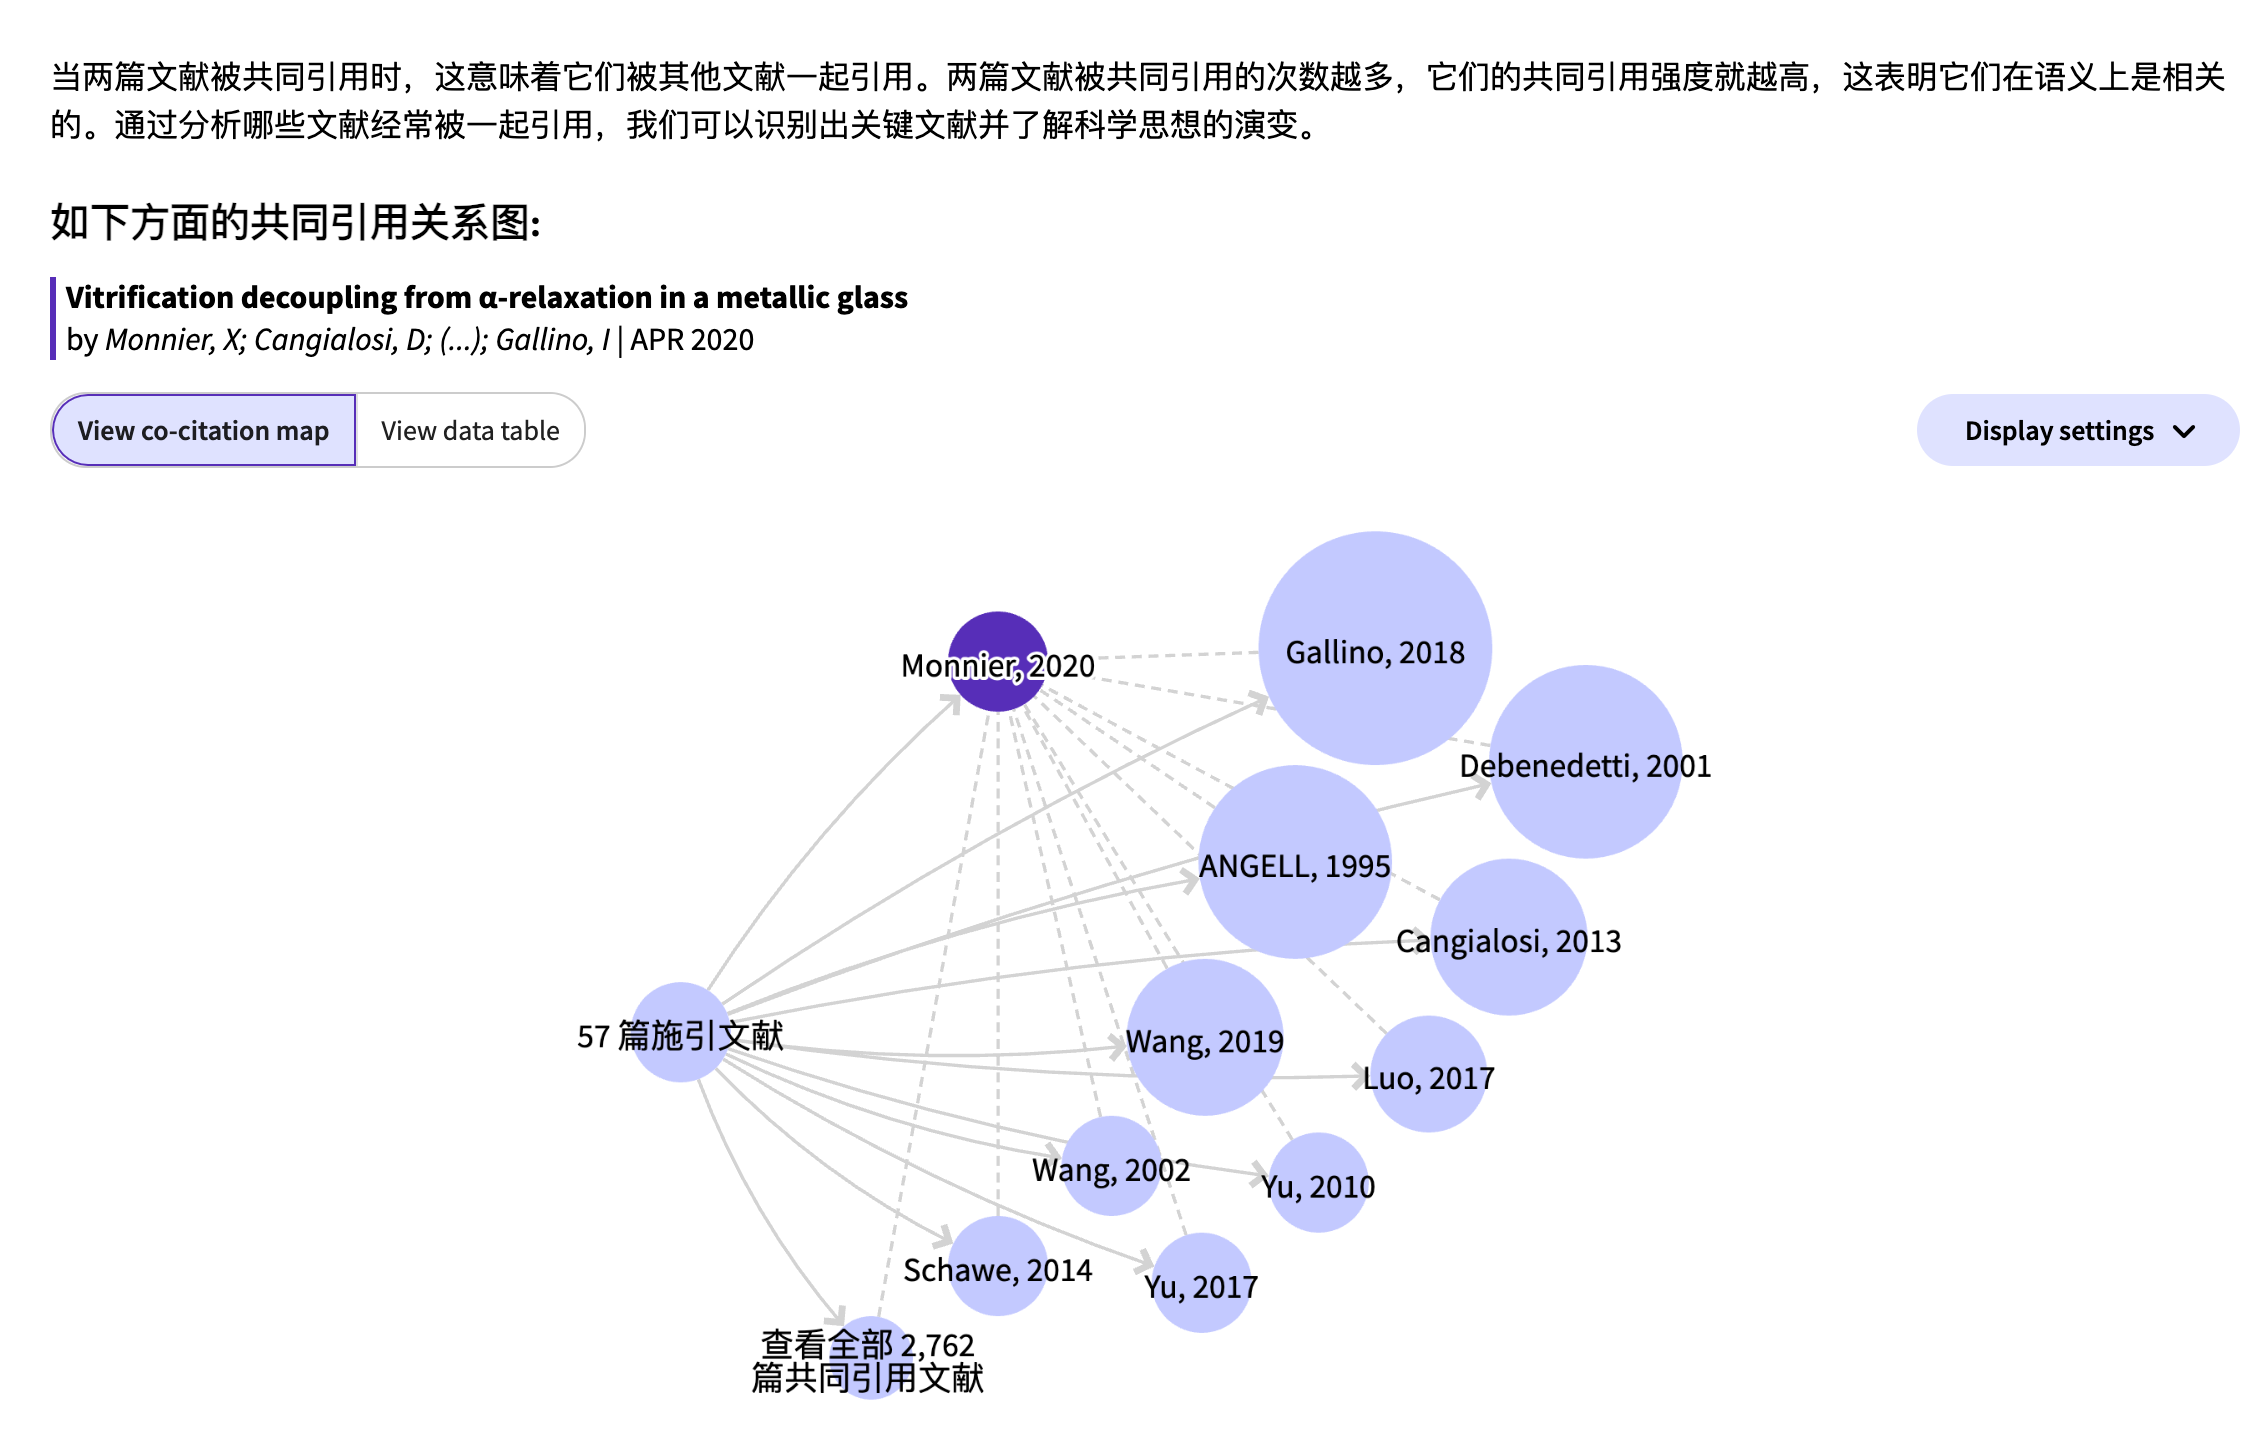 当两篇文献被共同引用时，这意味着它们被其他文献一起引用。两篇文献被共同引用的次数越多，它们的共同引用强度就越高，这表明它们在语义上是相关
的。通过分析哪些文献经常被一起引用，我们可以识别出关键文献并了解科学思想的演变。
如下方面的共同引用关系图:
Vitrification decoupling from α-relaxation in a metallic glass
by Monnier, X; Cangialosi, D; (...); Gallino, I | APR 2020
View co-citation map
View data table
Display settings
Gallino, 2018
Monnier, 2020
Debenedetti, 2001
ANGELL, 1995
Cangialosi, 2013
57 篇施引文献
Wang, 2019
Luo, 2017
Wang, 2002
Yu, 2010
Schawe, 2014
Yu, 2017
查看全部 2,762
篇共同引用文献